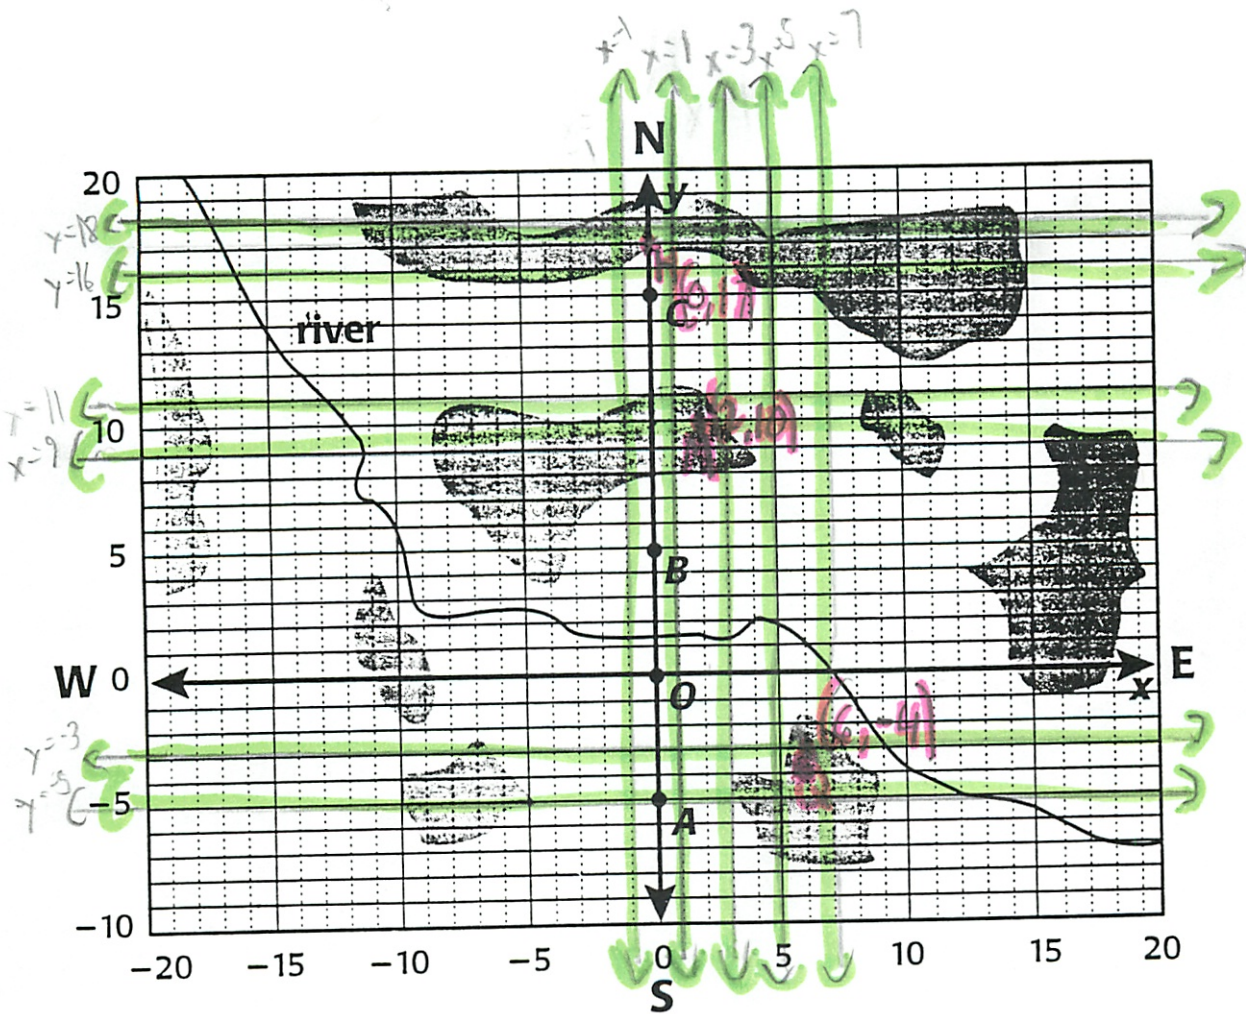 x=-1 x=1 x=3 x=5 x=7
N
y
20
x=18
y=16
15
H(0,17)
C
river
y=11
10
x=9
(2,10)
5
B
W 0
E
x
O
y=-3
(6,-4)
y=-5
-5
A
-10
-20 -15 -10 -5 0 5 10 15 20
S